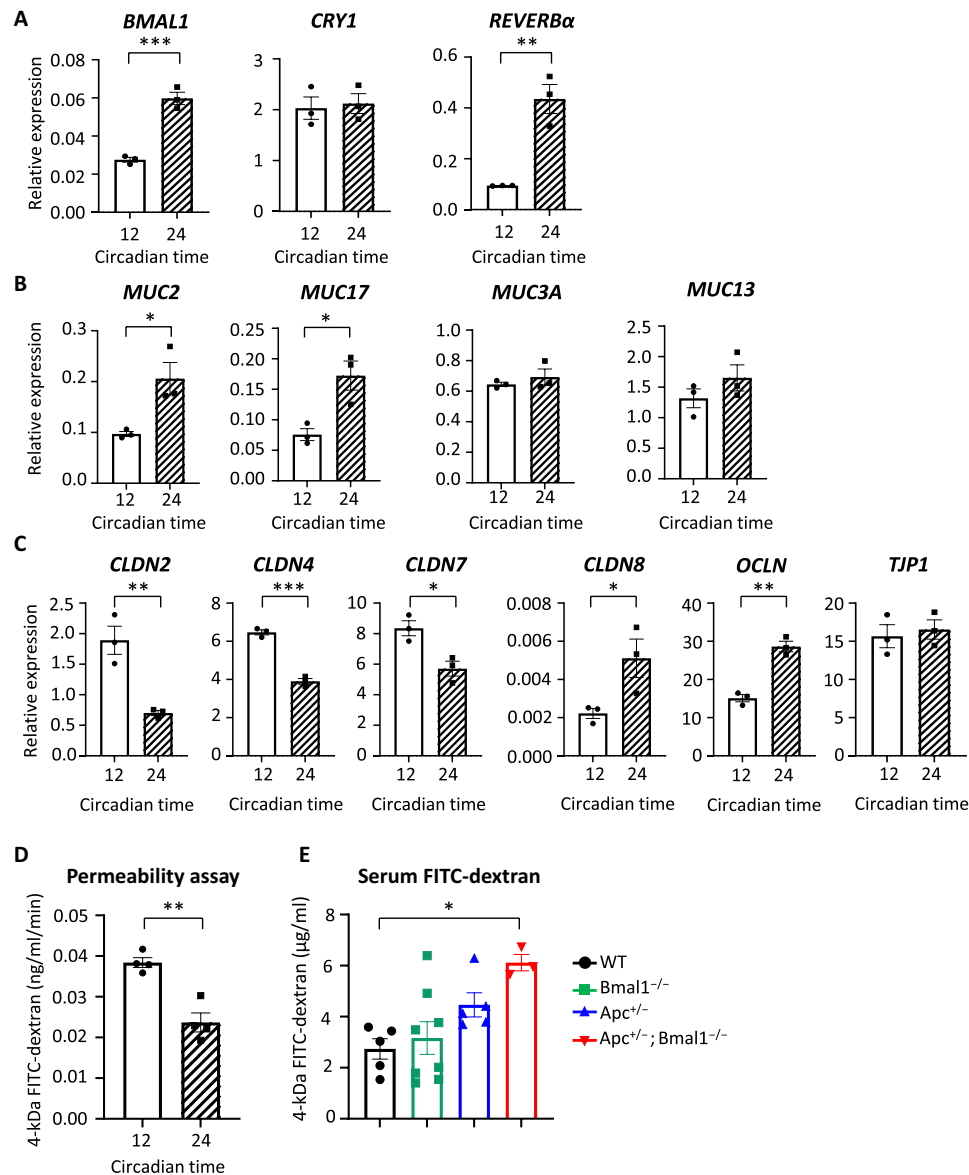 A
BMAL1 CRY1 REVERBα
*** **
Relative expression
0.08 3 0.6
0.06 2 0.4
0.04
0.02 1 0.2
0.00 0 0.0
12 24 12 24 12 24
Circadian time Circadian time Circadian time
B
MUC2 MUC17 MUC3A MUC13
* *
Relative expression
0.3 0.25 1.0 2.5
0.2 0.20 0.8 2.0
0.15 0.6 1.5
0.1 0.10 0.4 1.0
0.05 0.2 0.5
0.0 0.00 0.0 0.0
12 24 12 24 12 24 12 24
Circadian time Circadian time Circadian time Circadian time
C
CLDN2 CLDN4 CLDN7 CLDN8 OCLN TJP1
** *** * * **
Relative expression
2.5 8 10 0.008 40 20
2.0 6 8 0.006 30 15
1.5 6
1.0 4 4 0.004 20 10
0.5 2 2 0.002 10 5
0.0 0 0 0.000 0 0
12 24 12 24 12 24 12 24 12 24 12 24
Circadian time Circadian time Circadian time Circadian time Circadian time Circadian time
D
Permeability assay
**
4-kDa FITC-dextran (ng/ml/min)
0.05
0.04
0.03
0.02
0.01
0.00
12 24
Circadian time
E
Serum FITC-dextran
*
4-kDa FITC-dextran (μg/ml)
8
6
4
2
0
WT
Bmal1⁻/⁻
Apc⁺/⁻
Apc⁺/⁻; Bmal1⁻/⁻